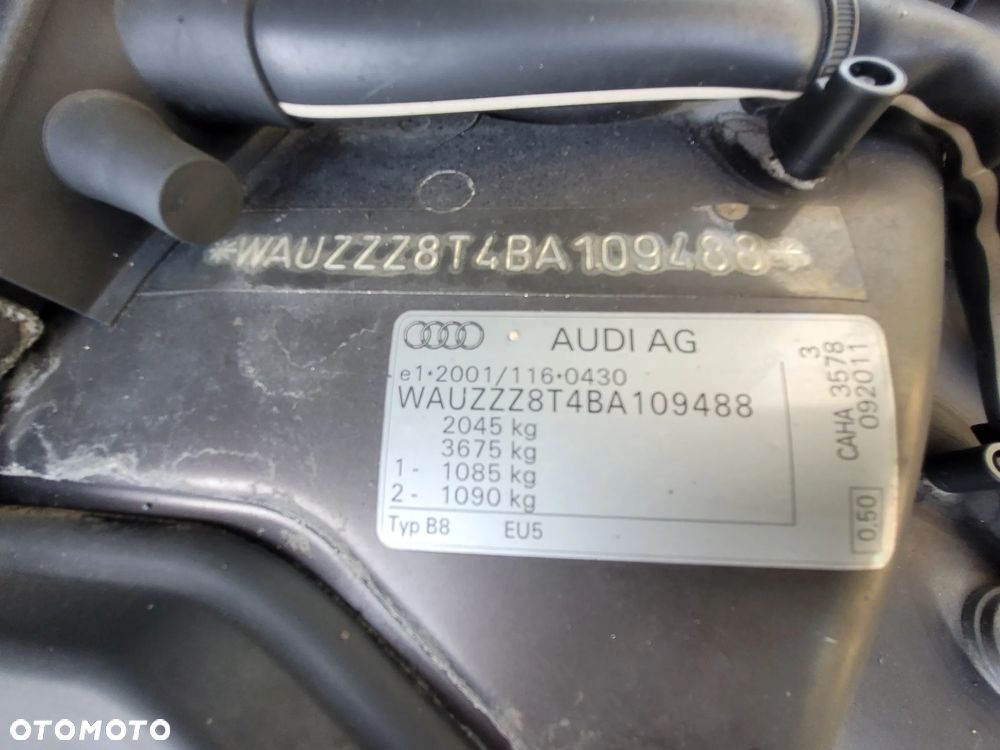 *WAUZZZ8T4BA109488*
AUDI AG
e1*2001/116*0430
WAUZZZ8T4BA109488
2045 kg
3675 kg
1- 1085 kg
2- 1090 kg
Typ B8 EU5
3
CAHA 3578
092011
0,50
OTOMOTO